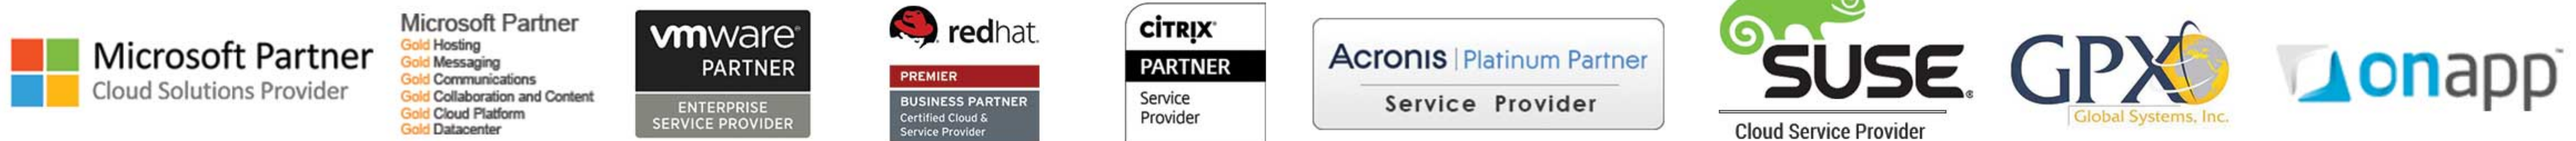 Microsoft Partner
Cloud Solutions Provider
Microsoft Partner
Gold Hosting
Gold Messaging
Gold Communications
Gold Collaboration and Content
Gold Cloud Platform
Gold Datacenter
vmware®
PARTNER
ENTERPRISE
SERVICE PROVIDER
redhat.
PREMIER
BUSINESS PARTNER
Certified Cloud &
Service Provider
CiTRIX®
PARTNER
Service
Provider
Acronis | Platinum Partner
Service Provider
SUSE®
Cloud Service Provider
GPX
Global Systems, Inc.
onapp™